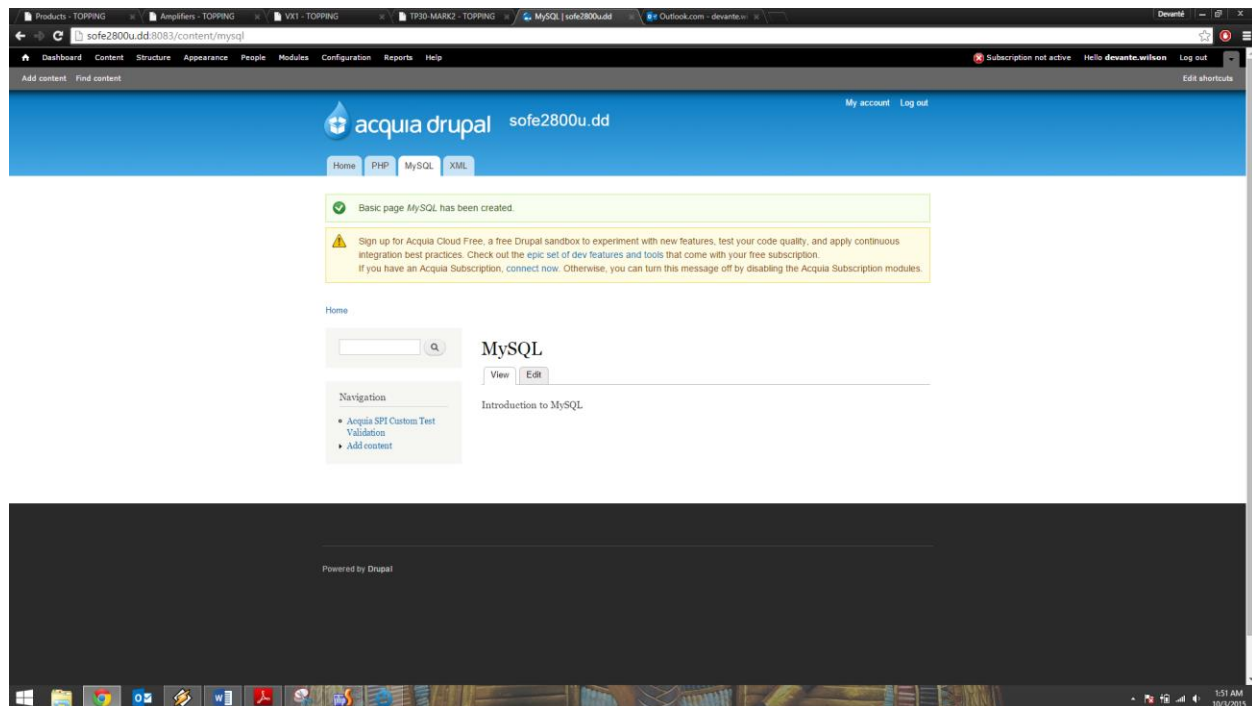 Products - TOPPING
Amplifiers - TOPPING
VX1 - TOPPING
TP30-MARK2 - TOPPING
MySQL | sofe2800u.dd
Outlook.com - devante.wi
Devanté
sofe2800u.dd:8083/content/mysql
Dashboard Content Structure Appearance People Modules Configuration Reports Help
Subscription not active Hello devante.wilson Log out
Add content Find content
Edit shortcuts
My account Log out
acquia drupal sofe2800u.dd
Home PHP MySQL XML
Basic page MySQL has been created.
Sign up for Acquia Cloud Free, a free Drupal sandbox to experiment with new features, test your code quality, and apply continuous
integration best practices. Check out the epic set of dev features and tools that come with your free subscription.
If you have an Acquia Subscription, connect now. Otherwise, you can turn this message off by disabling the Acquia Subscription modules.
Home
MySQL
View Edit
Introduction to MySQL
Navigation
Acquia SPI Custom Test
Validation
Add content
Powered by Drupal
1:51 AM
10/3/2015